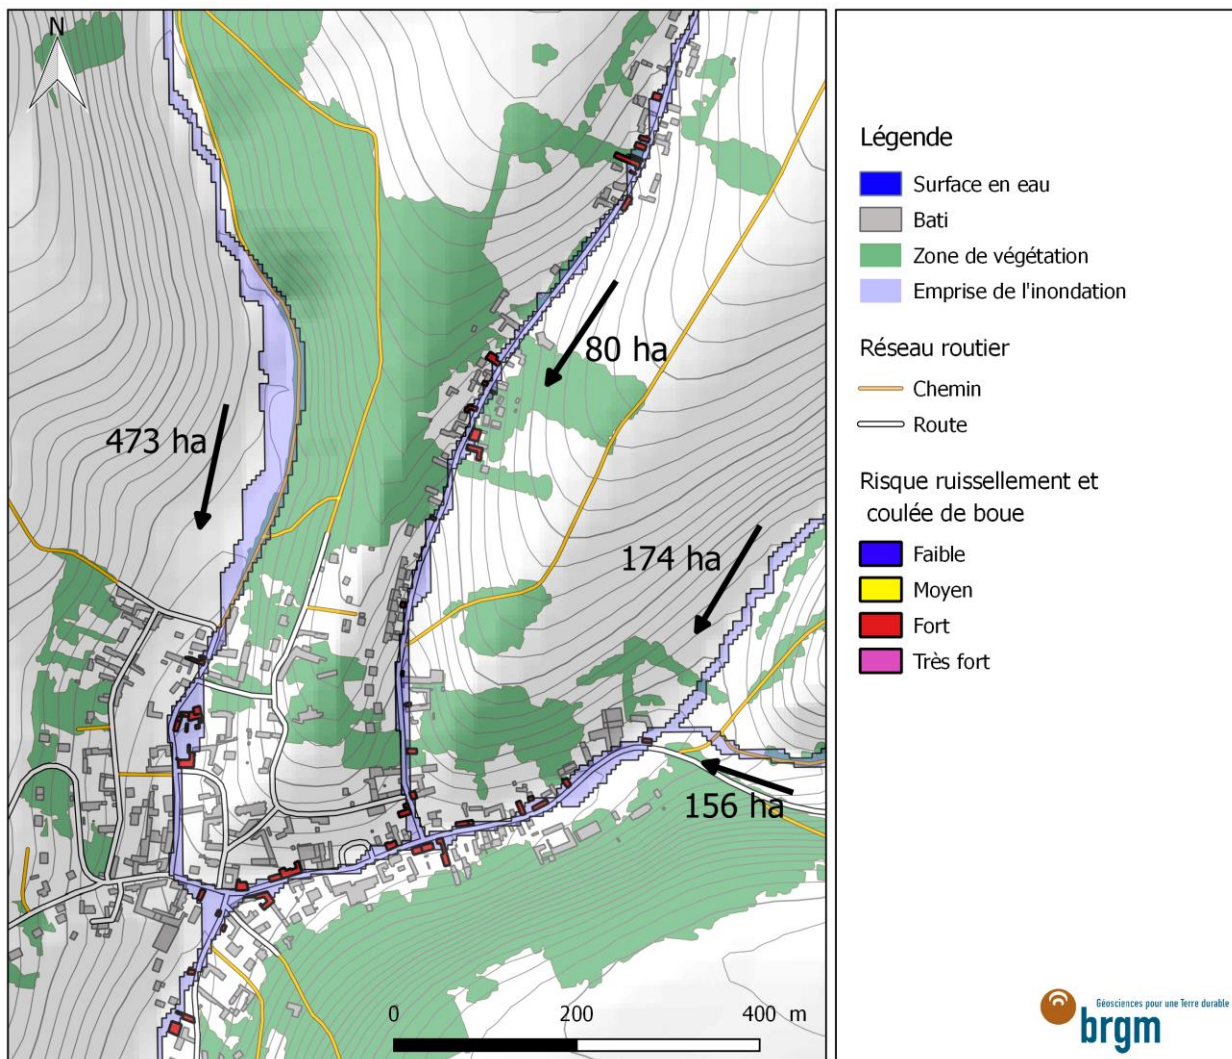 N
473 ha
80 ha
174 ha
156 ha
0 200 400 m
Légende
Surface en eau
Bati
Zone de végétation
Emprise de l'inondation
Réseau routier
Chemin
Route
Risque ruissellement et
coulée de boue
Faible
Moyen
Fort
Très fort
Géosciences pour une Terre durable
brgm